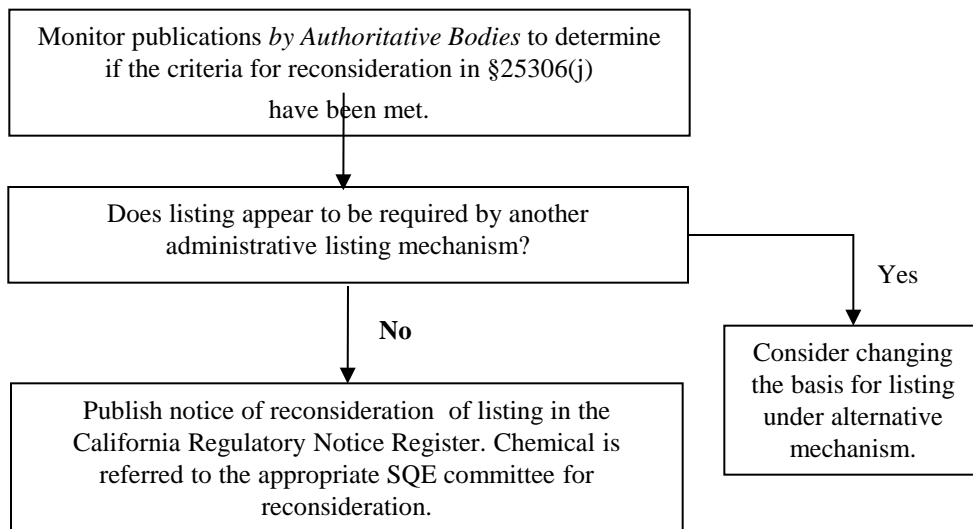 Monitor publications by Authoritative Bodies to determine
if the criteria for reconsideration in §25306(j)
have been met.
Does listing appear to be required by another
administrative listing mechanism?
Yes
No
Consider changing
the basis for listing
under alternative
mechanism.
Publish notice of reconsideration of listing in the
California Regulatory Notice Register. Chemical is
referred to the appropriate SQE committee for
reconsideration.